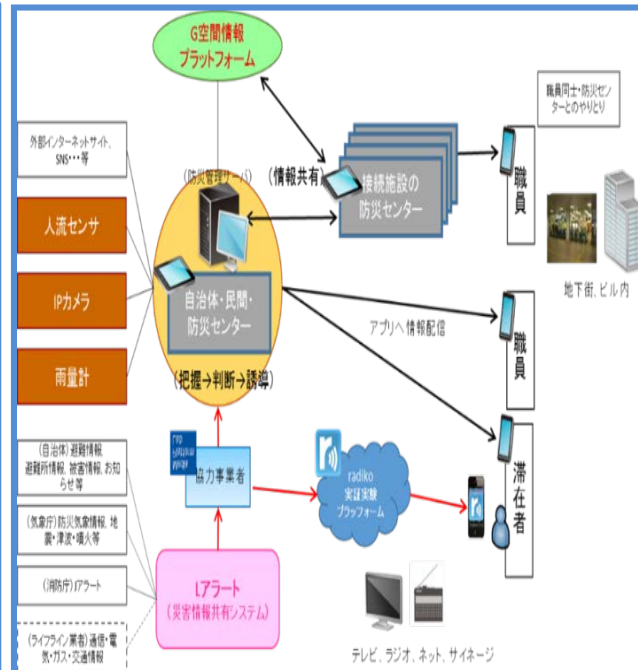 G空間情報
プラットフォーム
職員同士・防災セン
ターとのやりとり
外部インターネットサイト、
SNS・・・等
(防災管理サーバ)
(情報共有)
接続施設の
防災センター
職員
人流センサ
IPカメラ
自治体・民間・
防災センター
地下街、ビル内
アプリへ情報配信
職員
雨量計
(把握→判断→誘導)
(自治体)避難情報、
避難所情報、被害情報、お知
らせ等
協力事業者
radiko
実証実験
プラットフォーム
滞在者
(気象庁)防災気象情報、地
震・津波・噴火等
(消防庁)Jアラート
Lアラート
(災害情報共有システム)
(ライフライン業者)通信・電
気・ガス・交通情報
テレビ、ラジオ、ネット、サイネージ